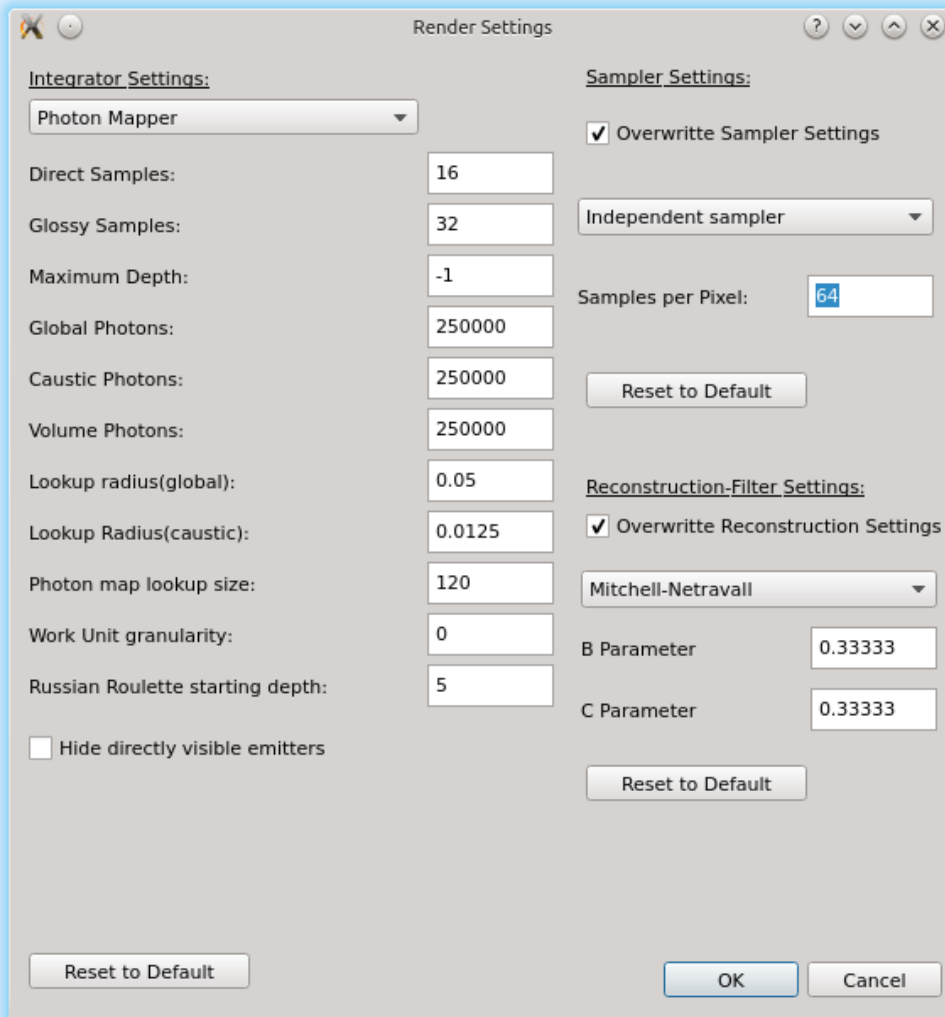 Render Settings
?
Integrator Settings:
Photon Mapper
Direct Samples:
16
Glossy Samples:
32
Maximum Depth:
-1
Global Photons:
250000
Caustic Photons:
250000
Volume Photons:
250000
Lookup radius(global):
0.05
Lookup Radius(caustic):
0.0125
Photon map lookup size:
120
Work Unit granularity:
0
Russian Roulette starting depth:
5
Hide directly visible emitters
Reset to Default
Sampler Settings:
Overwritte Sampler Settings
Independent sampler
Samples per Pixel:
64
Reset to Default
Reconstruction-Filter Settings:
Overwritte Reconstruction Settings
Mitchell-Netravall
B Parameter
0.33333
C Parameter
0.33333
Reset to Default
OK
Cancel